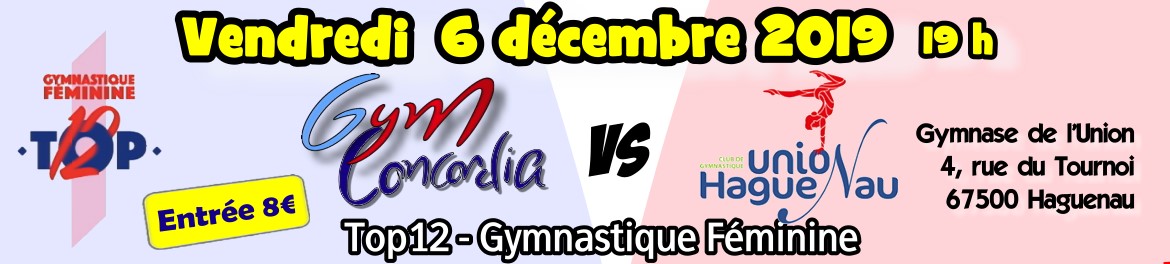 Vendredi 6 décembre 2019 19 h
GYMNASTIQUE
FÉMININE
TOP 12
Gym
Concordia
VS
CLUB DE
GYMNASTIQUE
UNION
HAGUENAU
Gymnase de l'Union
4, rue du Tournoi
67500 Haguenau
Entrée 8€
Top12 - Gymnastique Féminine